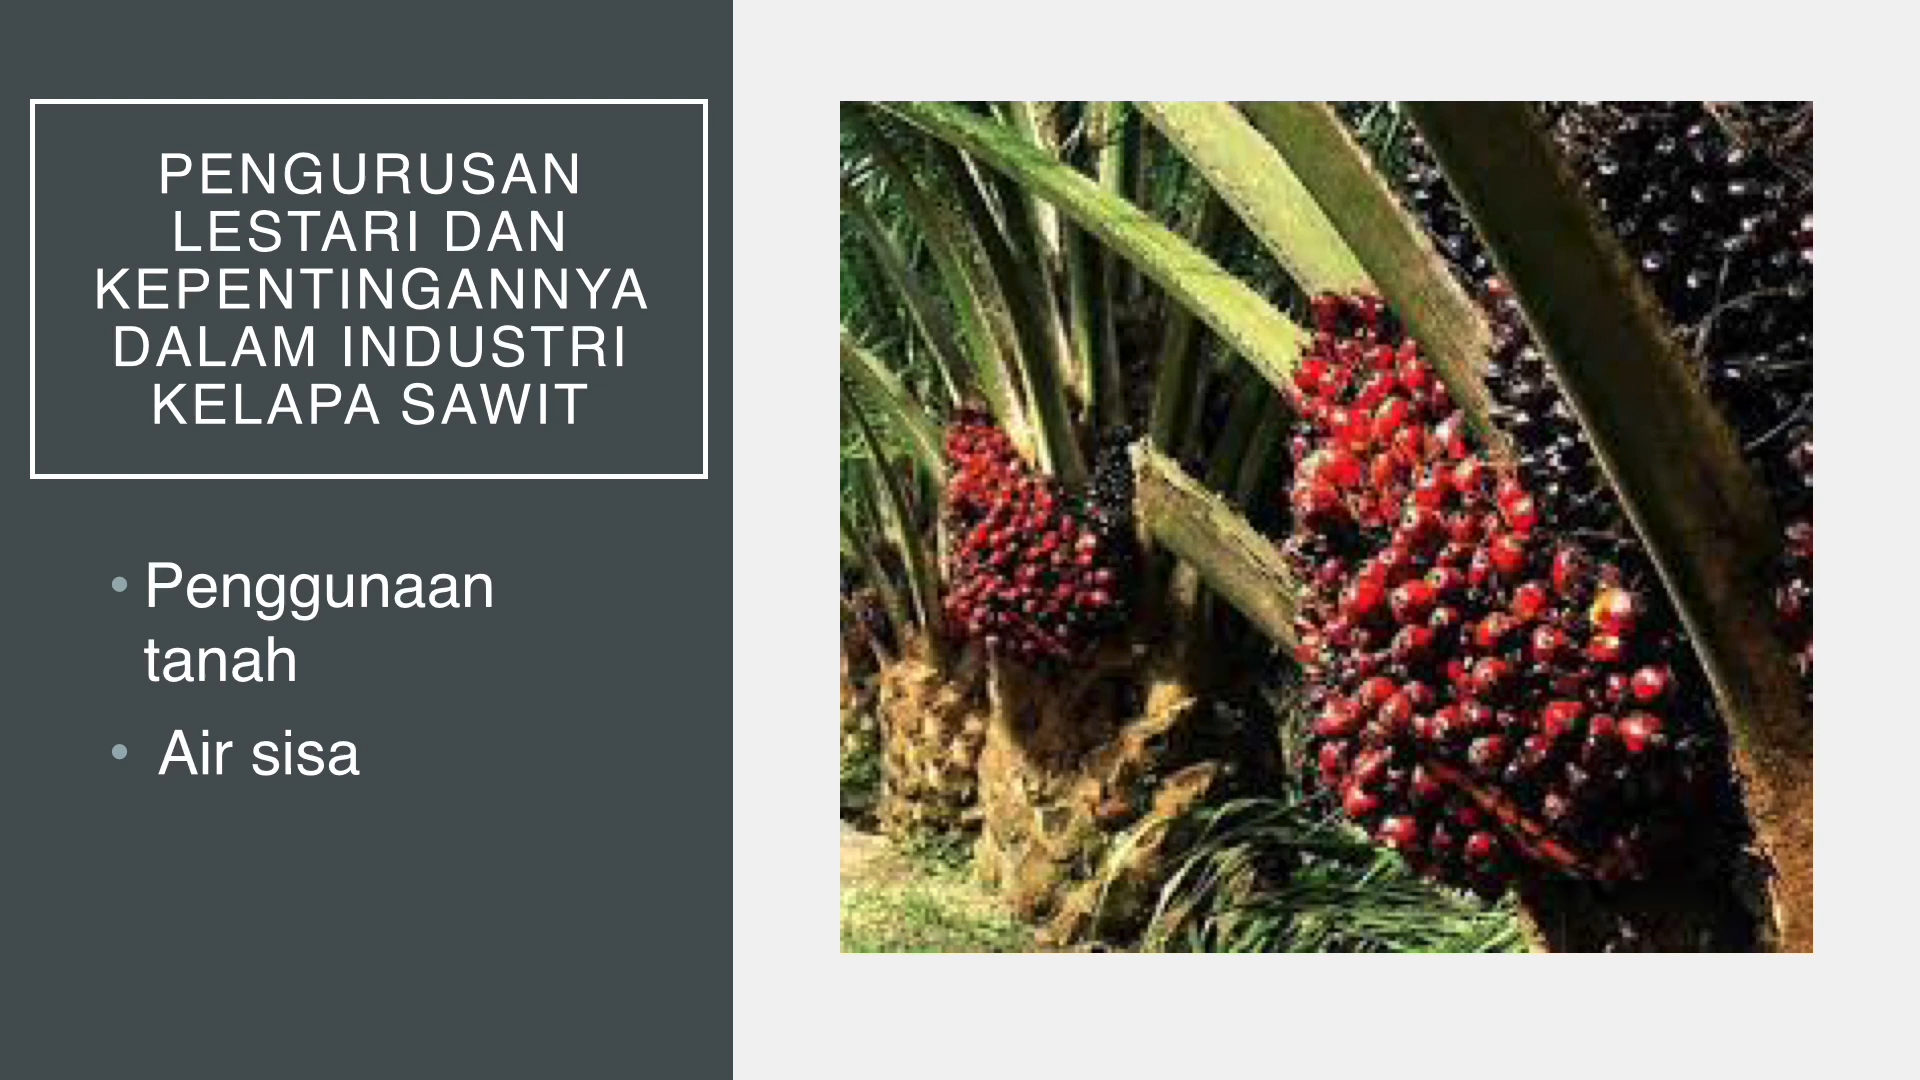 PENGURUSAN
LESTARI DAN
KEPENTINGANNYA
DALAM INDUSTRI
KELAPA SAWIT
• Penggunaan
tanah
• Air sisa